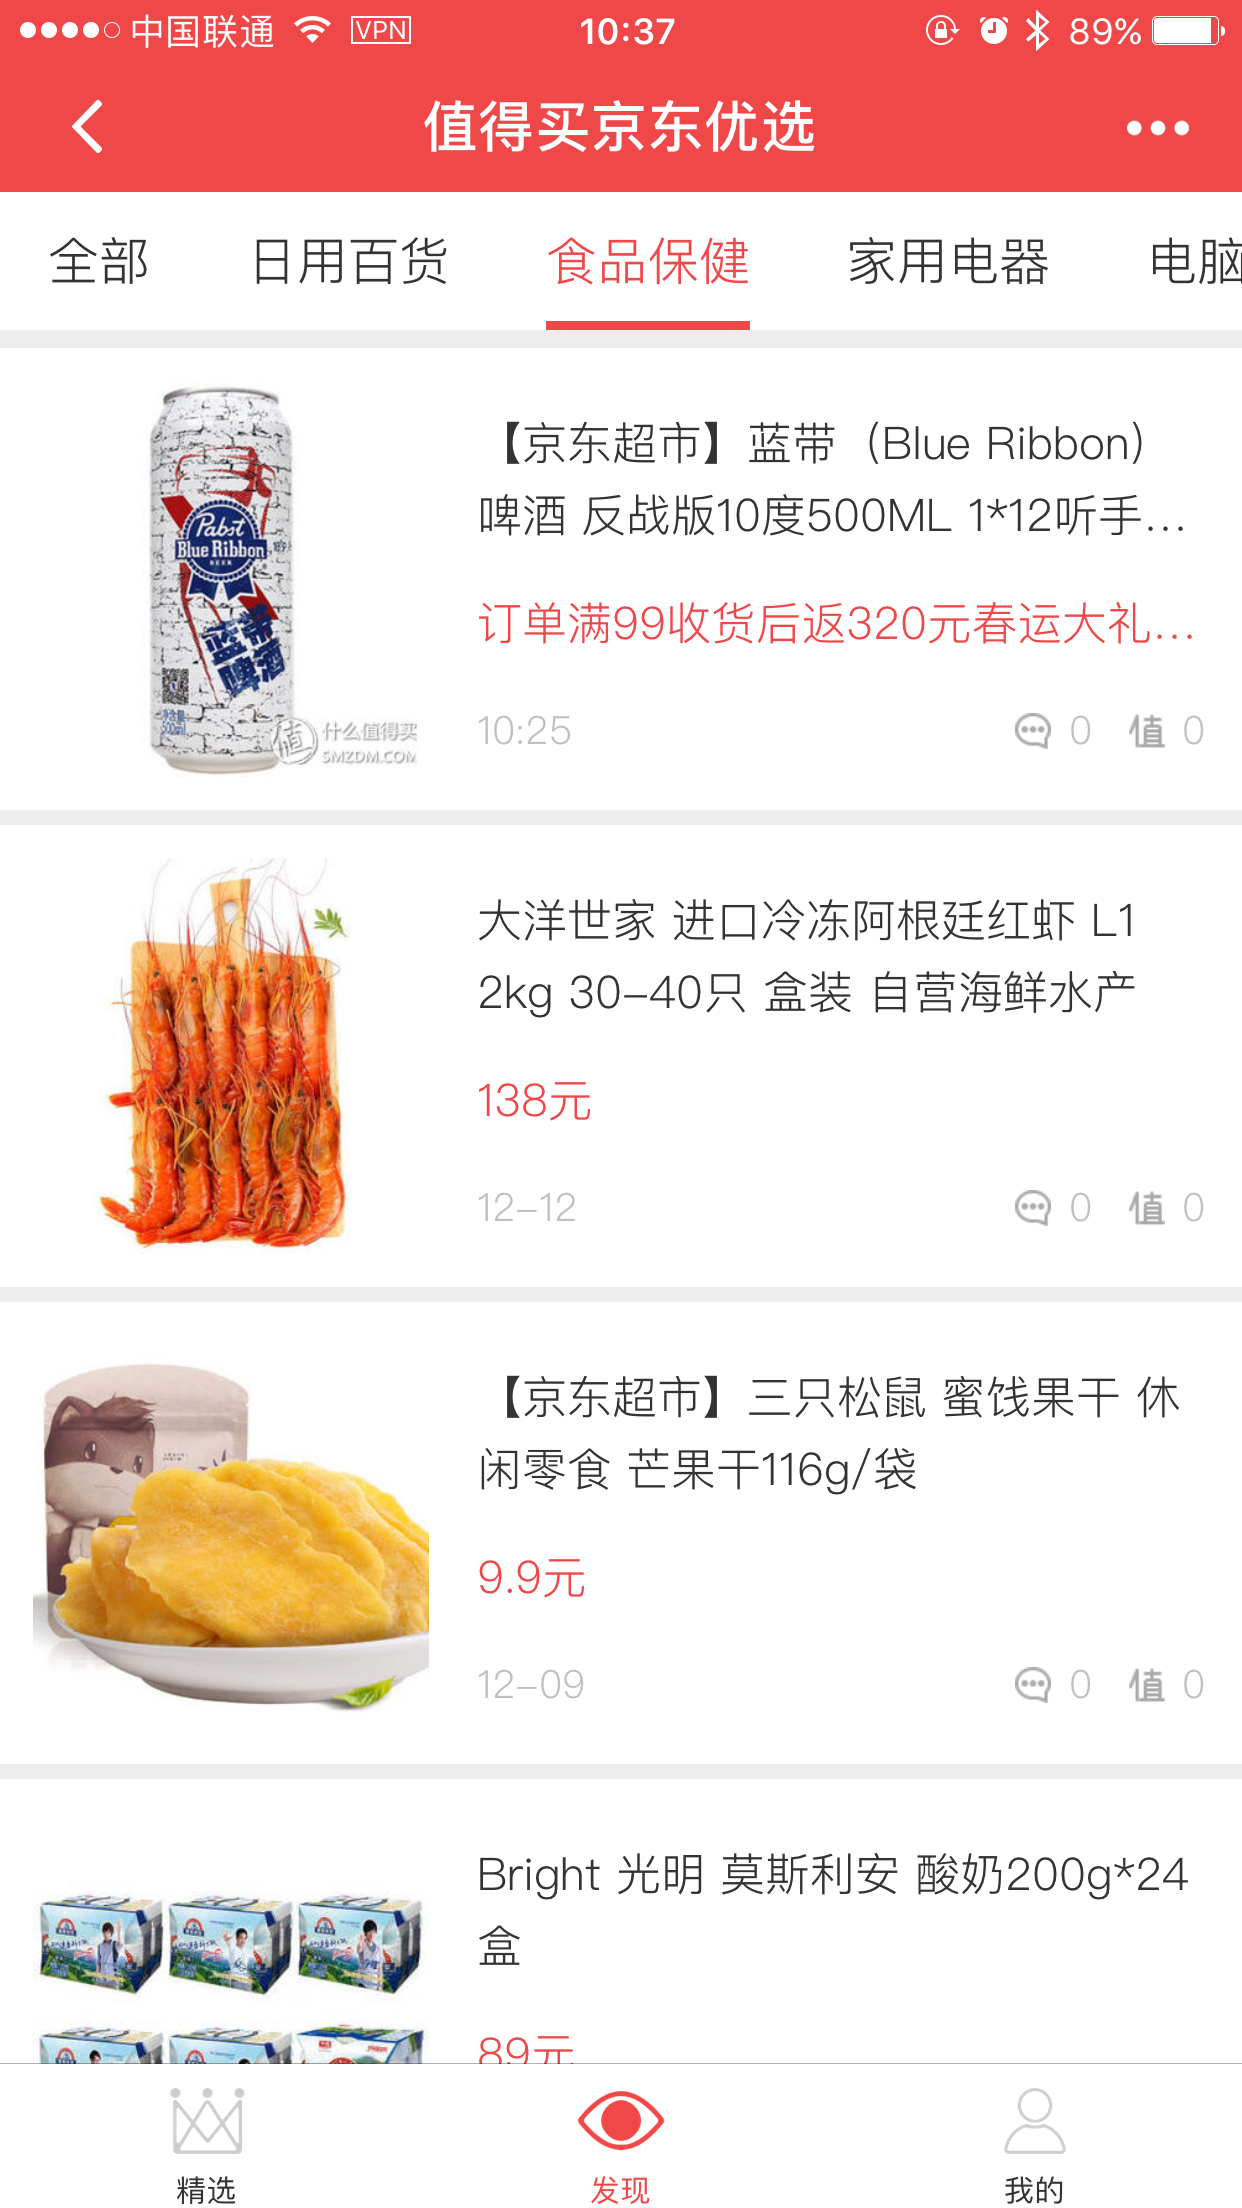 中国联通 VPN 10:37 89%
值得买京东优选
全部 日用百货 食品保健 家用电器 电脑
【京东超市】蓝带（Blue Ribbon）
啤酒 反战版10度500ML 1*12听手...
订单满99收货后返320元春运大礼...
10:25 0 值 0
Pabst
Blue Ribbon
BEER
蓝带
啤酒
净含量:
500ml
值 什么值得买
SMZDM.COM
大洋世家 进口冷冻阿根廷红虾 L1
2kg 30-40只 盒装 自营海鲜水产
138元
12-12 0 值 0
【京东超市】三只松鼠 蜜饯果干 休
闲零食 芒果干116g/袋
9.9元
12-09 0 值 0
Bright 光明 莫斯利安 酸奶200g*24
盒
89元
精选 发现 我的